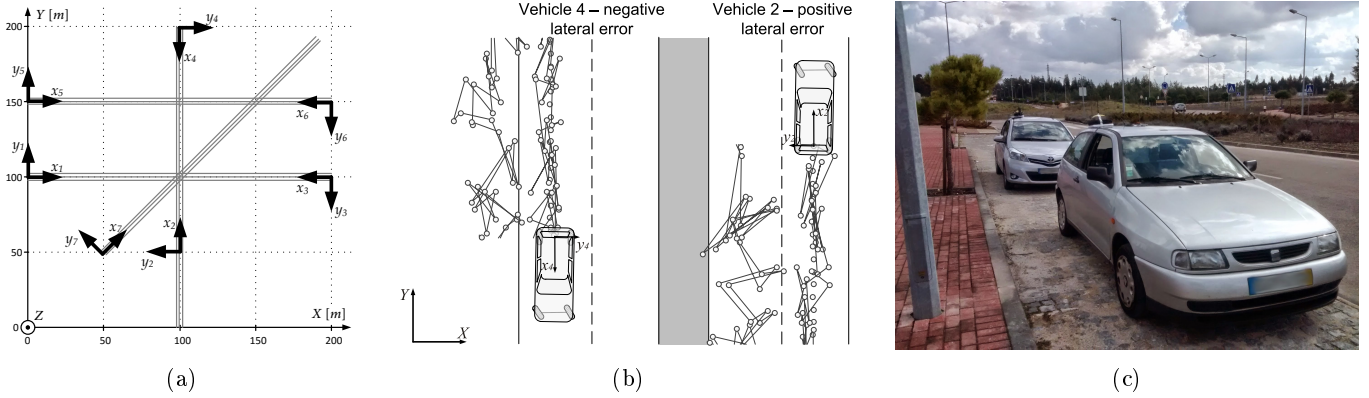 Y [m]
200
150
100
50
0
0
50
100
150
200
X [m]
Z
y4
x4
y5
x5
x6
y6
y1
x1
x3
y3
x2
y2
x7
y7
(a)
Vehicle 4 – negative
lateral error
Vehicle 2 – positive
lateral error
y4
x4
Y
X
x2
y2
(b)
(c)